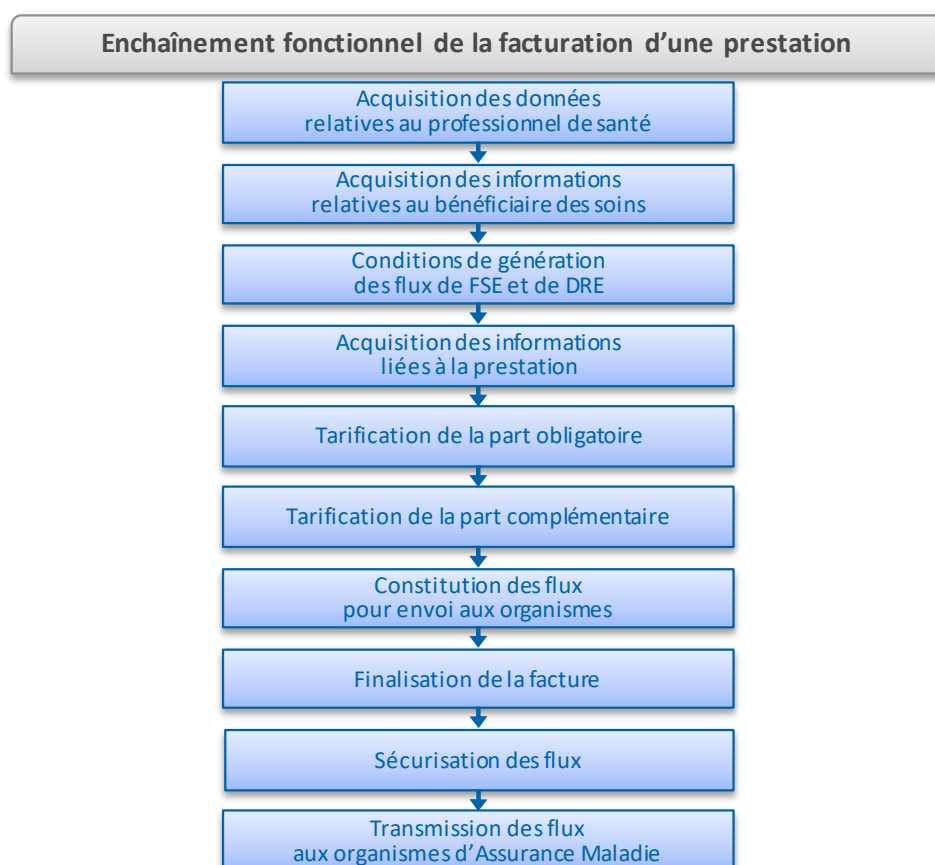 Enchaînement fonctionnel de la facturation d’une prestation
Acquisition des données
relatives au professionnel de santé
Acquisition des informations
relatives au bénéficiaire des soins
Conditions de génération
des flux de FSE et de DRE
Acquisition des informations
liées à la prestation
Tarification de la part obligatoire
Tarification de la part complémentaire
Constitution des flux
pour envoi aux organismes
Finalisation de la facture
Sécurisation des flux
Transmission des flux
aux organismes d’Assurance Maladie